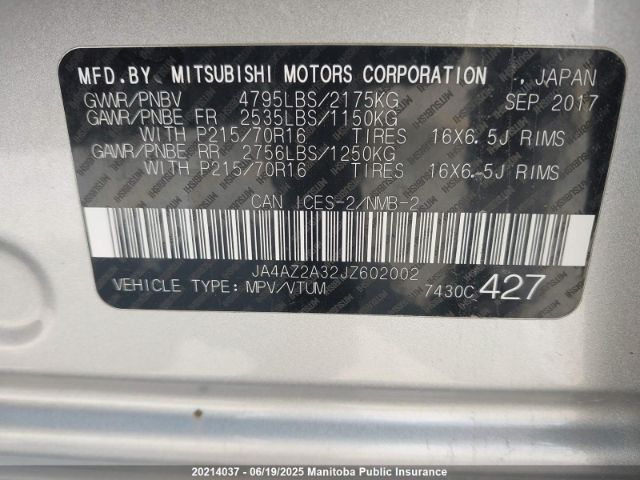 MFD.BY. MITSUBISHI MOTORS CORPORATION , JAPAN
GVWR/PNBV 4795LBS/2175KG SEP 2017
GAWR/PNBE FR 2535LBS/1150KG
WITH P215/70R16 TIRES 16X6.5J RIMS
GAWR/PNBE RR 2756LBS/1250KG
WITH P215/70R16 TIRES 16X6.5J RIMS
CAN ICES-2/NMB-2
JA4AZ2A32JZ602002
VEHICLE TYPE: MPV/VTUM 7430C 427
20214037 - 06/19/2025 Manitoba Public Insurance